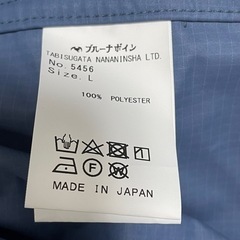 ブルーナボイン
TABISUGATA NANANINSHA LTD.
No. 5456
Size. L
100% POLYESTER
MADE IN JAPAN